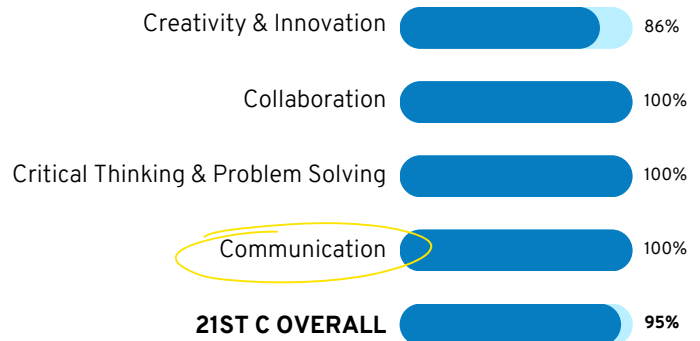 Creativity & Innovation 86%
Collaboration 100%
Critical Thinking & Problem Solving 100%
Communication 100%
21ST C OVERALL 95%